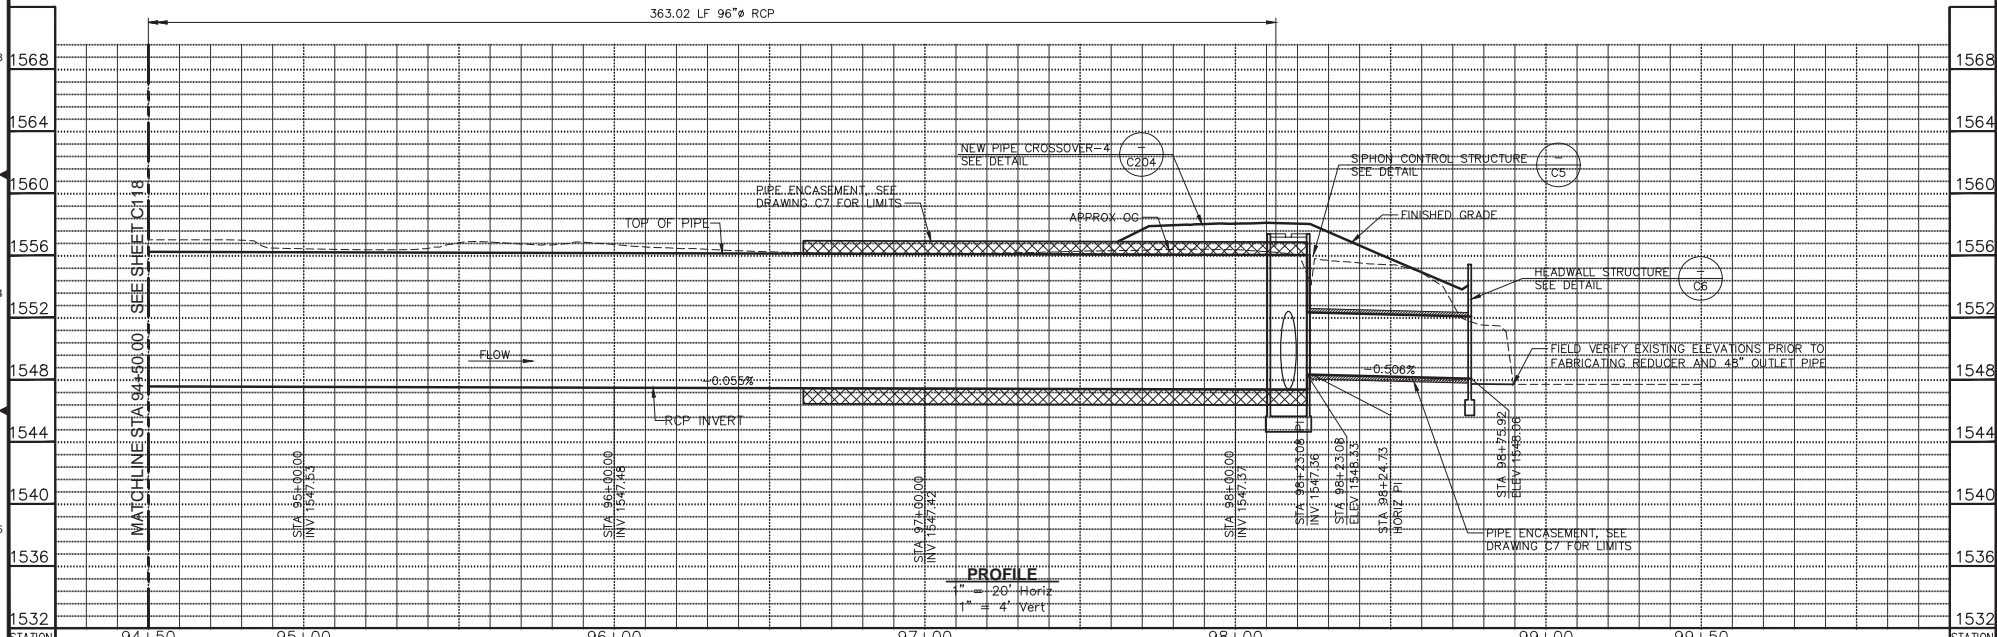 363.02 LF 96"ø RCP
1568
1564
1560
1556
1552
1548
1544
1540
1536
1532
STATION
MATCHLINE STA 94+50.00 SEE SHEET C118
TOP OF PIPE
PIPE ENCASEMENT, SEE
DRAWING C7 FOR LIMITS
NEW PIPE CROSSOVER-4
SEE DETAIL
-
C204
APPROX OG
SIPHON CONTROL STRUCTURE
SEE DETAIL
-
C5
FINISHED GRADE
HEADWALL STRUCTURE
SEE DETAIL
-
C6
FLOW
-0.055%
RCP INVERT
-0.506%
FIELD VERIFY EXISTING ELEVATIONS PRIOR TO
FABRICATING REDUCER AND 48" OUTLET PIPE
STA 95+00.00
INV 1547.53
STA 96+00.00
INV 1547.48
STA 97+00.00
INV 1547.42
STA 98+00.00
INV 1547.37
STA 98+23.08 PI
INV 1547.36
STA 98+23.08
ELEV 1548.33
STA 98+24.73
HORIZ PI
STA 98+75.92
ELEV 1548.06
PIPE ENCASEMENT, SEE
DRAWING C7 FOR LIMITS
PROFILE
1" = 20' Horiz
1" = 4' Vert
94+50
95+00
96+00
97+00
98+00
99+00
99+50
1568
1564
1560
1556
1552
1548
1544
1540
1536
1532
STATION